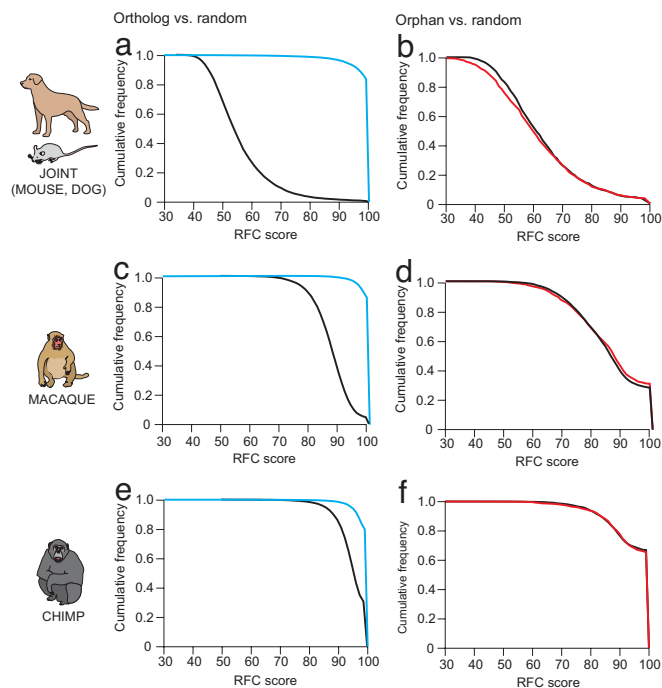 Ortholog vs. random
Orphan vs. random
a
Cumulative frequency
1.0
0.8
0.6
0.4
0.2
0
30 40 50 60 70 80 90 100
RFC score
b
Cumulative frequency
1.0
0.8
0.6
0.4
0.2
0
30 40 50 60 70 80 90 100
RFC score
JOINT
(MOUSE, DOG)
c
Cumulative frequency
1.0
0.8
0.6
0.4
0.2
0
30 40 50 60 70 80 90 100
RFC score
d
Cumulative frequency
1.0
0.8
0.6
0.4
0.2
0
30 40 50 60 70 80 90 100
RFC score
MACAQUE
e
Cumulative frequency
1.0
0.8
0.6
0.4
0.2
0
30 40 50 60 70 80 90 100
RFC score
f
Cumulative frequency
1.0
0.8
0.6
0.4
0.2
0
30 40 50 60 70 80 90 100
RFC score
CHIMP